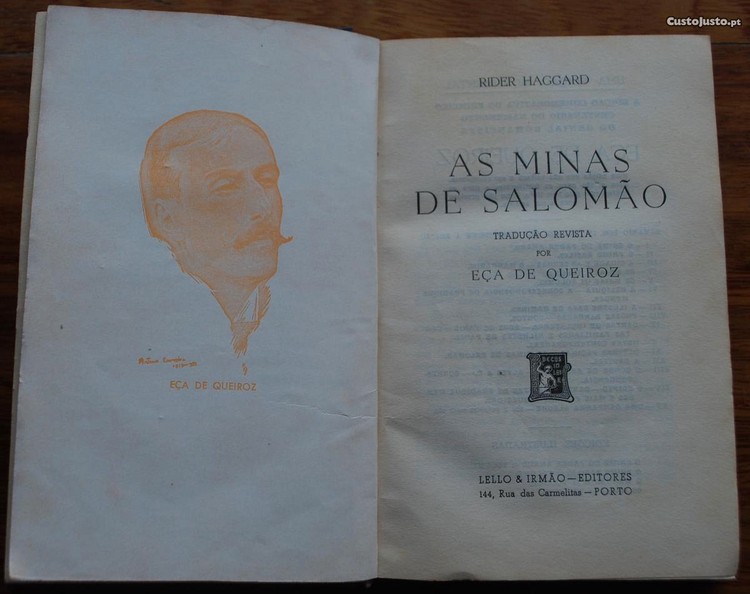 CustoJusto.pt
EÇA DE QUEIROZ
RIDER HAGGARD
AS MINAS
DE SALOMÃO
TRADUÇÃO REVISTA
POR
EÇA DE QUEIROZ
LELLO & IRMÃO—EDITORES
144, Rua das Carmelitas — PORTO